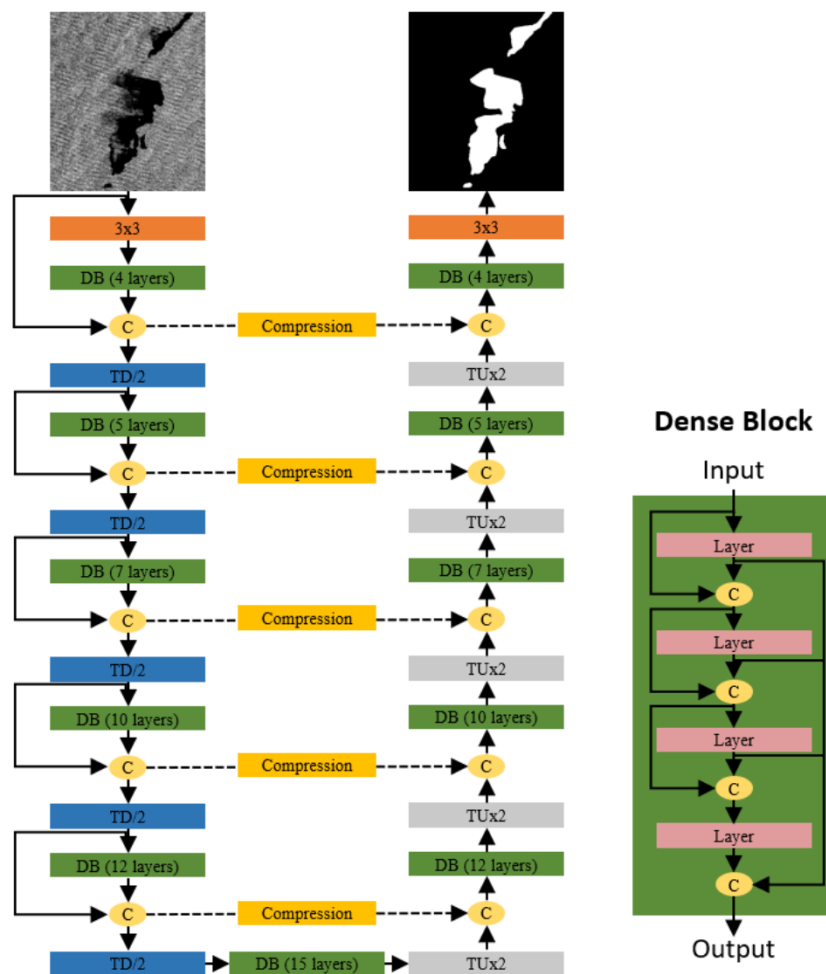 3x3
3x3
DB (4 layers)
DB (4 layers)
C
Compression
C
TD/2
TUx2
DB (5 layers)
DB (5 layers)
C
Compression
C
TD/2
TUx2
DB (7 layers)
DB (7 layers)
C
Compression
C
TD/2
TUx2
DB (10 layers)
DB (10 layers)
C
Compression
C
TD/2
TUx2
DB (12 layers)
DB (12 layers)
C
Compression
C
TD/2
DB (15 layers)
TUx2
Dense Block
Input
Layer
C
Layer
C
Layer
C
Layer
C
Output